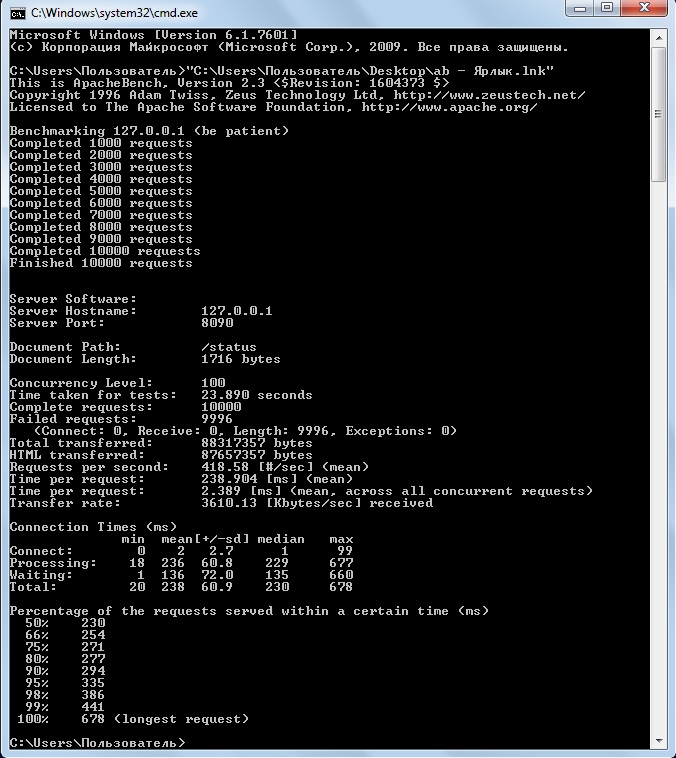 C:\Windows\system32\cmd.exe
Microsoft Windows [Version 6.1.7601]
(c) Корпорация Майкрософт (Microsoft Corp.), 2009. Все права защищены.
C:\Users\Пользователь>"C:\Users\Пользователь\Desktop\ab - Ярлык.lnk"
This is ApacheBench, Version 2.3 <$Revision: 1604373 $>
Copyright 1996 Adam Twiss, Zeus Technology Ltd, http://www.zeustech.net/
Licensed to The Apache Software Foundation, http://www.apache.org/
Benchmarking 127.0.0.1 (be patient)
Completed 1000 requests
Completed 2000 requests
Completed 3000 requests
Completed 4000 requests
Completed 5000 requests
Completed 6000 requests
Completed 7000 requests
Completed 8000 requests
Completed 9000 requests
Completed 10000 requests
Finished 10000 requests
Server Software:
Server Hostname: 127.0.0.1
Server Port: 8090
Document Path: /status
Document Length: 1716 bytes
Concurrency Level: 100
Time taken for tests: 23.890 seconds
Complete requests: 10000
Failed requests: 9996
(Connect: 0, Receive: 0, Length: 9996, Exceptions: 0)
Total transferred: 88317357 bytes
HTML transferred: 87657357 bytes
Requests per second: 418.58 [#/sec] (mean)
Time per request: 238.904 [ms] (mean)
Time per request: 2.389 [ms] (mean, across all concurrent requests)
Transfer rate: 3610.13 [Kbytes/sec] received
Connection Times (ms)
min mean[+/-sd] median max
Connect: 0 2 2.7 1 99
Processing: 18 236 60.8 229 677
Waiting: 1 136 72.0 135 660
Total: 20 238 60.9 230 678
Percentage of the requests served within a certain time (ms)
50% 230
66% 254
75% 271
80% 277
90% 294
95% 335
98% 386
99% 441
100% 678 (longest request)
C:\Users\Пользователь>